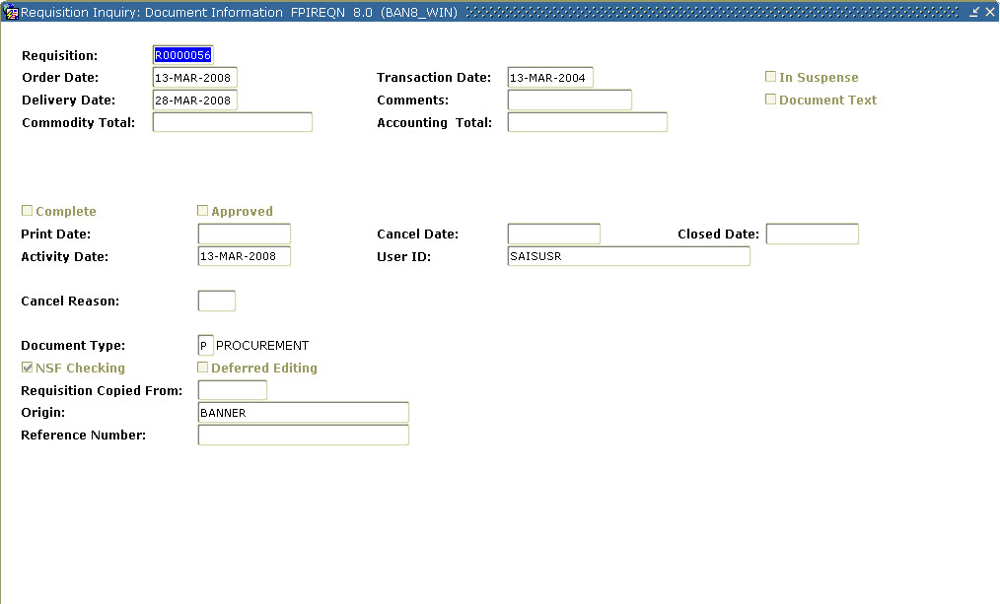 Requisition Inquiry: Document Information FPIREQN 8.0 (BAN8_WIN)
Requisition: R0000056
Order Date: 13-MAR-2008 Transaction Date: 13-MAR-2004 In Suspense
Delivery Date: 28-MAR-2008 Comments: Document Text
Commodity Total: Accounting Total:
Complete Approved
Print Date: Cancel Date: Closed Date:
Activity Date: 13-MAR-2008 User ID: SAISUSR
Cancel Reason:
Document Type: P PROCUREMENT
NSF Checking Deferred Editing
Requisition Copied From:
Origin: BANNER
Reference Number: